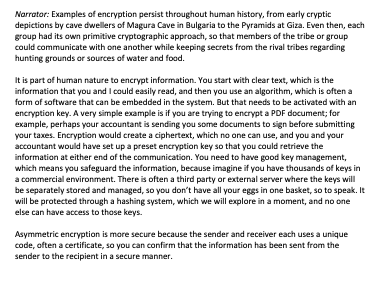 Narrator: Examples of encryption persist throughout human history, from early cryptic
depictions by cave dwellers of Magura Cave in Bulgaria to the Pyramids at Giza. Even then, each
group had its own primitive cryptographic approach, so that members of the tribe or group
could communicate with one another while keeping secrets from the rival tribes regarding
hunting grounds or sources of water and food.
It is part of human nature to encrypt information. You start with clear text, which is the
information that you and I could easily read, and then you use an algorithm, which is often a
form of software that can be embedded in the system. But that needs to be activated with an
encryption key. A very simple example is if you are trying to encrypt a PDF document; for
example, perhaps your accountant is sending you some documents to sign before submitting
your taxes. Encryption would create a ciphertext, which no one can use, and you and your
accountant would have set up a preset encryption key so that you could retrieve the
information at either end of the communication. You need to have good key management,
which means you safeguard the information, because imagine if you have thousands of keys in
a commercial environment. There is often a third party or external server where the keys will
be separately stored and managed, so you don't have all your eggs in one basket, so to speak. It
will be protected through a hashing system, which we will explore in a moment, and no one
else can have access to those keys.
Asymmetric encryption is more secure because the sender and receiver each uses a unique
code, often a certificate, so you can confirm that the information has been sent from the
sender to the recipient in a secure manner.